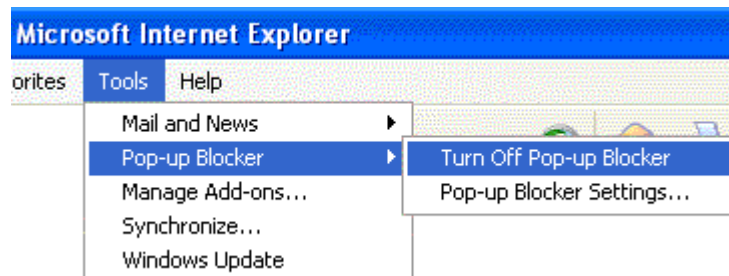 Microsoft Internet Explorer
orites Tools Help
Mail and News
Pop-up Blocker Turn Off Pop-up Blocker
Manage Add-ons... Pop-up Blocker Settings...
Synchronize...
Windows Update